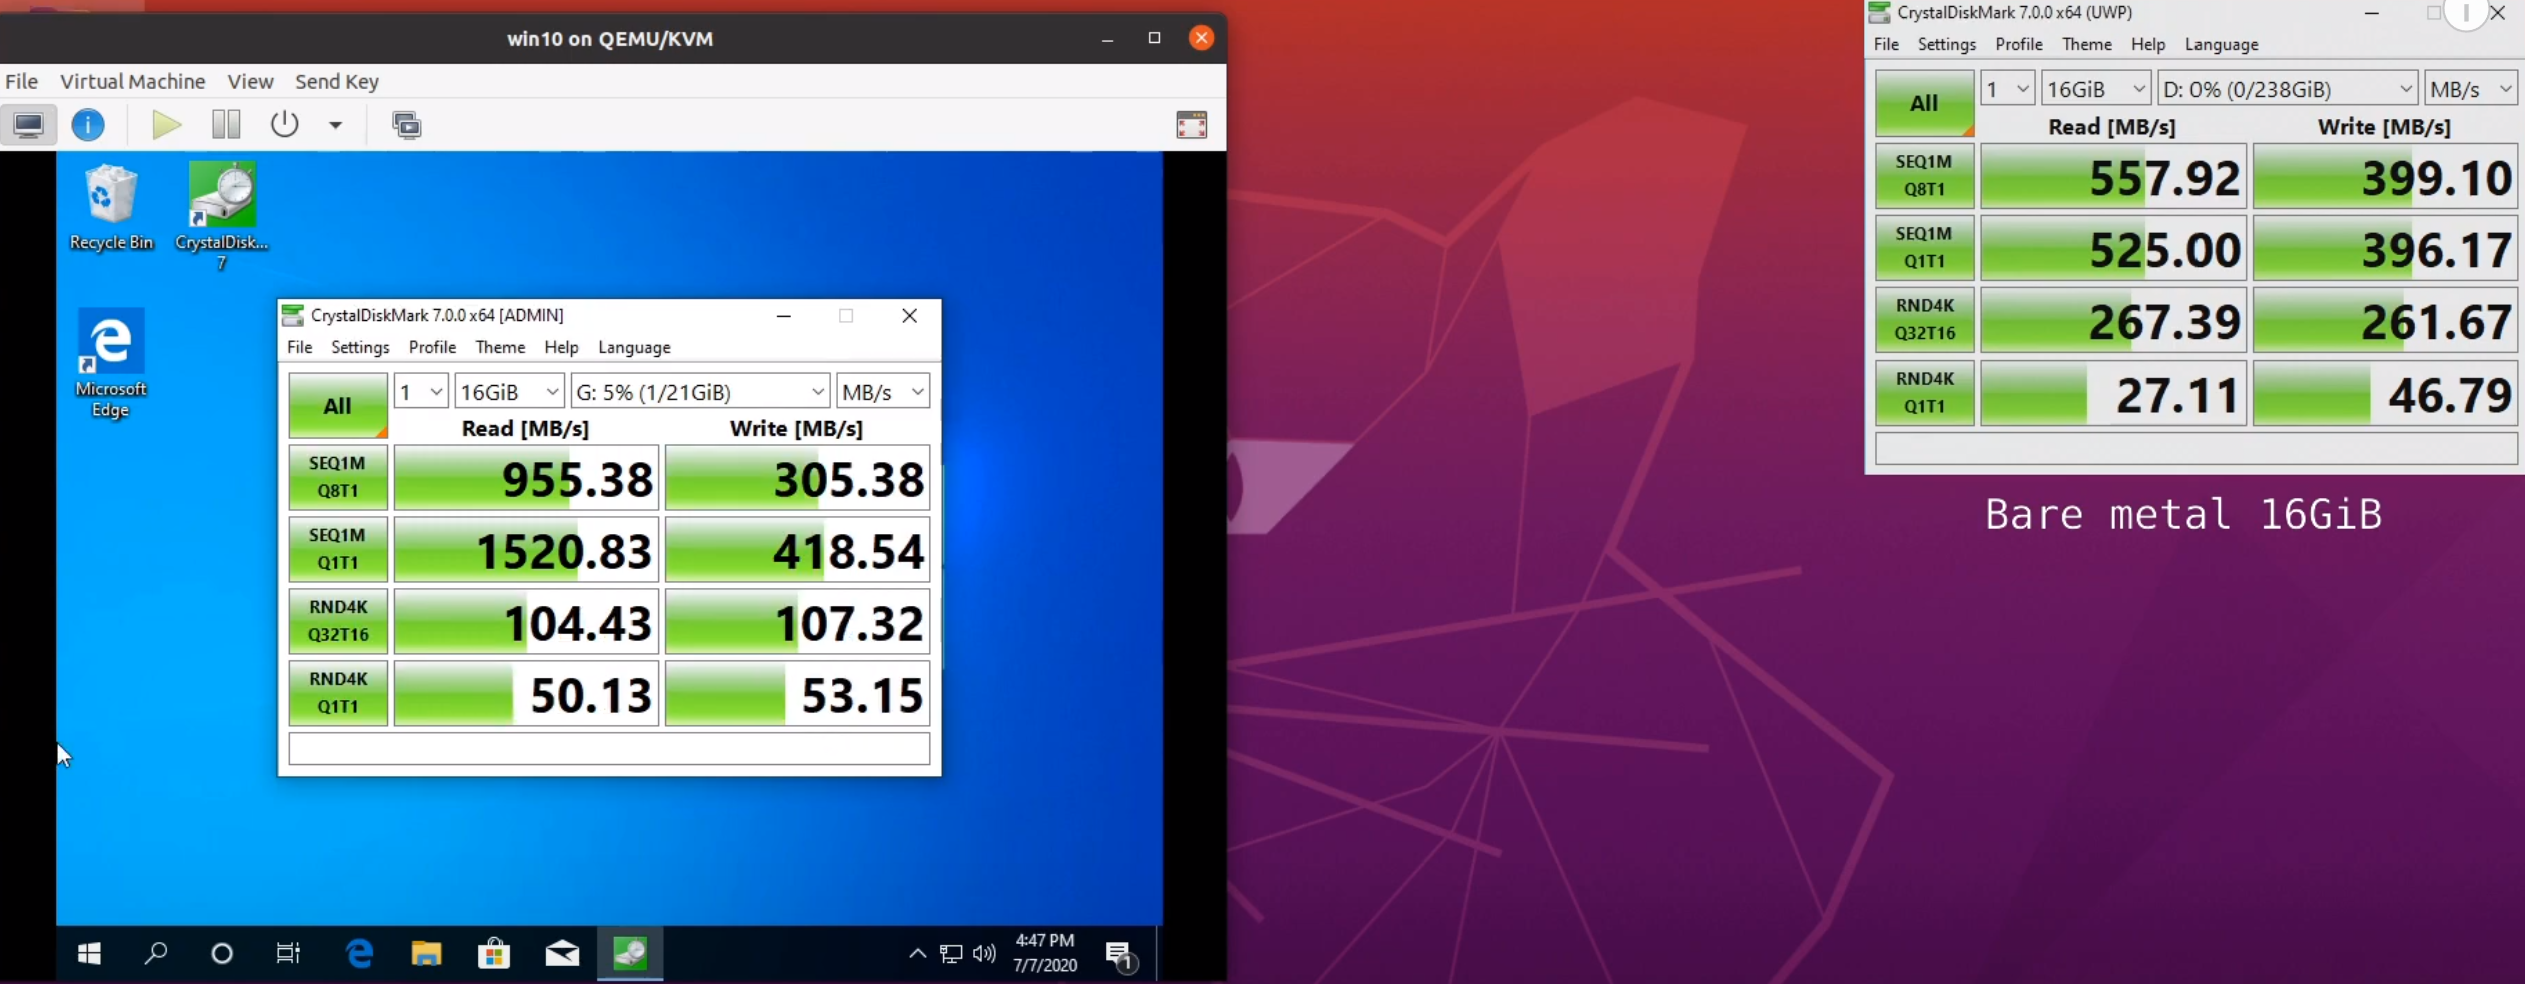 win10 on QEMU/KVM
File Virtual Machine View Send Key
Recycle Bin
CrystalDisk...
7
Microsoft
Edge
CrystalDiskMark 7.0.0 x64 [ADMIN]
File Settings Profile Theme Help Language
All
1 16GiB G: 5% (1/21GiB) MB/s
Read [MB/s] Write [MB/s]
SEQ1M
Q8T1
955.38 305.38
SEQ1M
Q1T1
1520.83 418.54
RND4K
Q32T16
104.43 107.32
RND4K
Q1T1
50.13 53.15
4:47 PM
7/7/2020
1
CrystalDiskMark 7.0.0 x64 (UWP)
File Settings Profile Theme Help Language
All
1 16GiB D: 0% (0/238GiB) MB/s
Read [MB/s] Write [MB/s]
SEQ1M
Q8T1
557.92 399.10
SEQ1M
Q1T1
525.00 396.17
RND4K
Q32T16
267.39 261.67
RND4K
Q1T1
27.11 46.79
Bare metal 16GiB